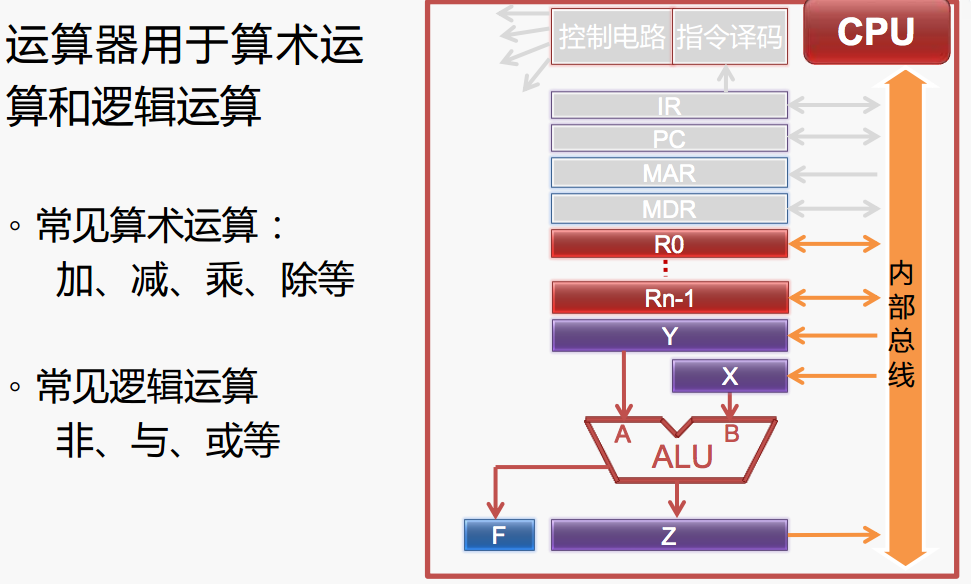 运算器用于算术运
算和逻辑运算
◦ 常见算术运算：
加、减、乘、除等
◦ 常见逻辑运算
非、与、或等
CPU
控制电路 指令译码
IR
PC
MAR
MDR
R0
Rn-1
Y
X
A B
ALU
F Z
内
部
总
线